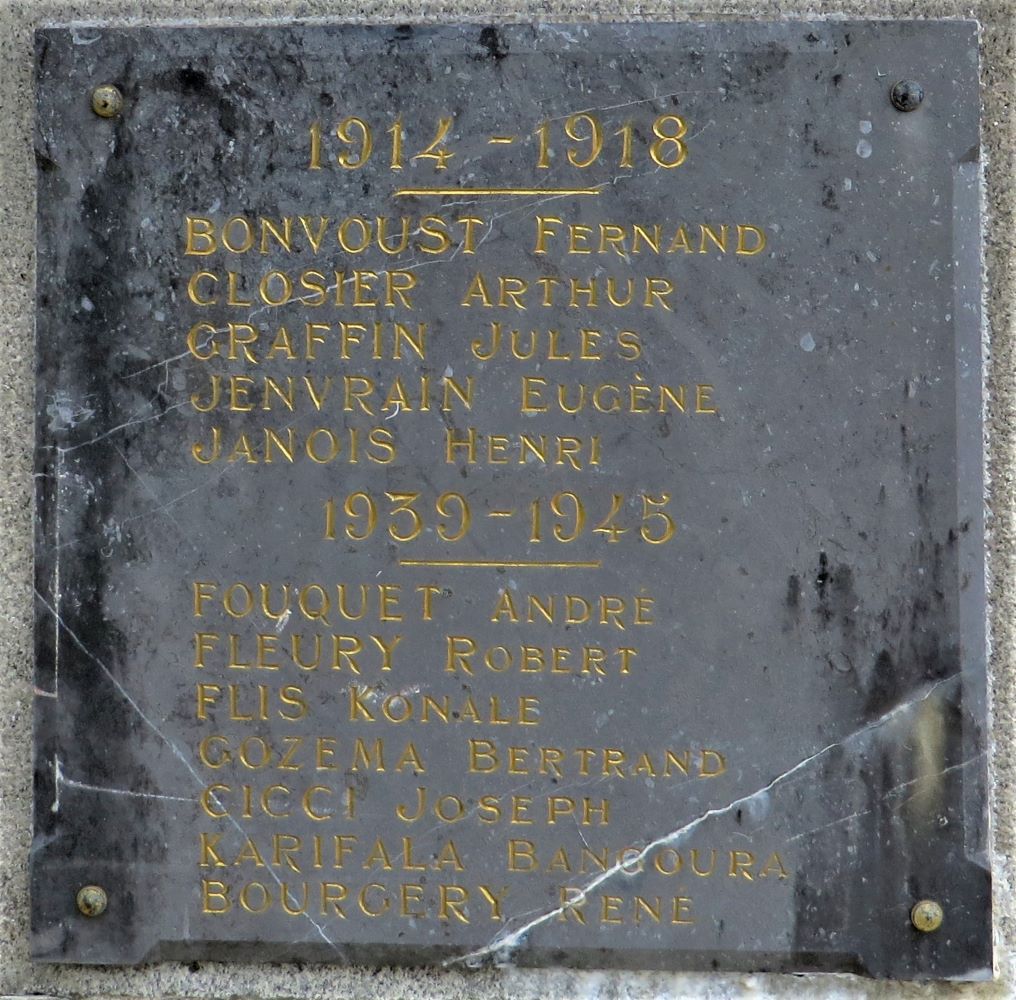 1914-1918
BONVOUST FERNAND
CLOSIER ARTHUR
GRAFFIN JULES
JENVRAIN EUGÈNE
JANOIS HENRI
1939-1945
FOUQUET ANDRÉ
FLEURY ROBERT
FLIS KONALE
GOZEMA BERTRAND
CICCI JOSEPH
KARIFALA BANGOURA
BOURGERY RENÉ